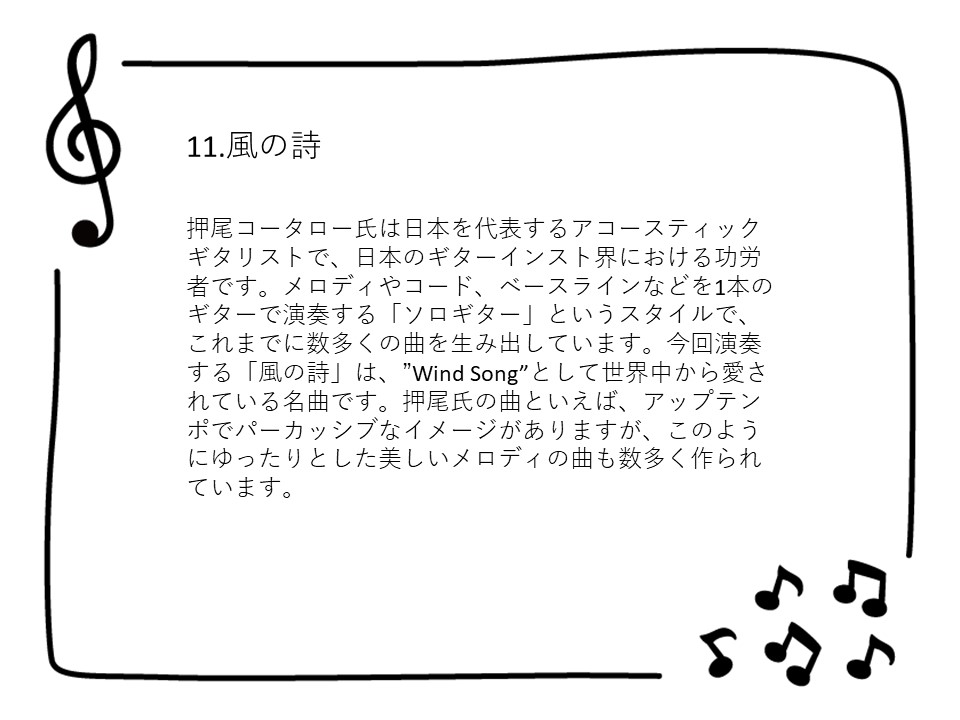 11.風の詩
押尾コータロー氏は日本を代表するアコースティック
ギタリストで、日本のギターインスト界における功労
者です。メロディやコード、ベースラインなどを1本の
ギターで演奏する「ソロギター」というスタイルで、
これまでに数多くの曲を生み出しています。今回演奏
する「風の詩」は、”Wind Song”として世界中から愛さ
れている名曲です。押尾氏の曲といえば、アップテン
ポでパーカッシブなイメージがありますが、このよう
にゆったりとした美しいメロディの曲も数多く作られ
ています。